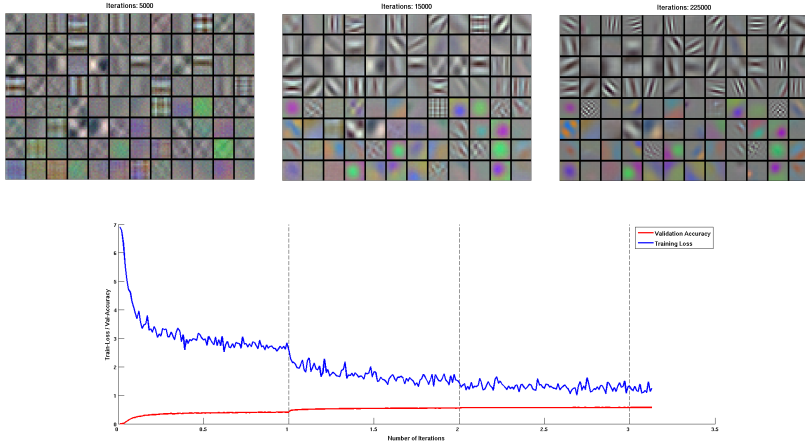 Iterations: 5000
Iterations: 15000
Iterations: 225000
7
6
5
4
3
2
1
0
Train-Loss / Val-Accuracy
Validation Accuracy
Training Loss
0 0.5 1 1.5 2 2.5 3 3.5
Number of Iterations